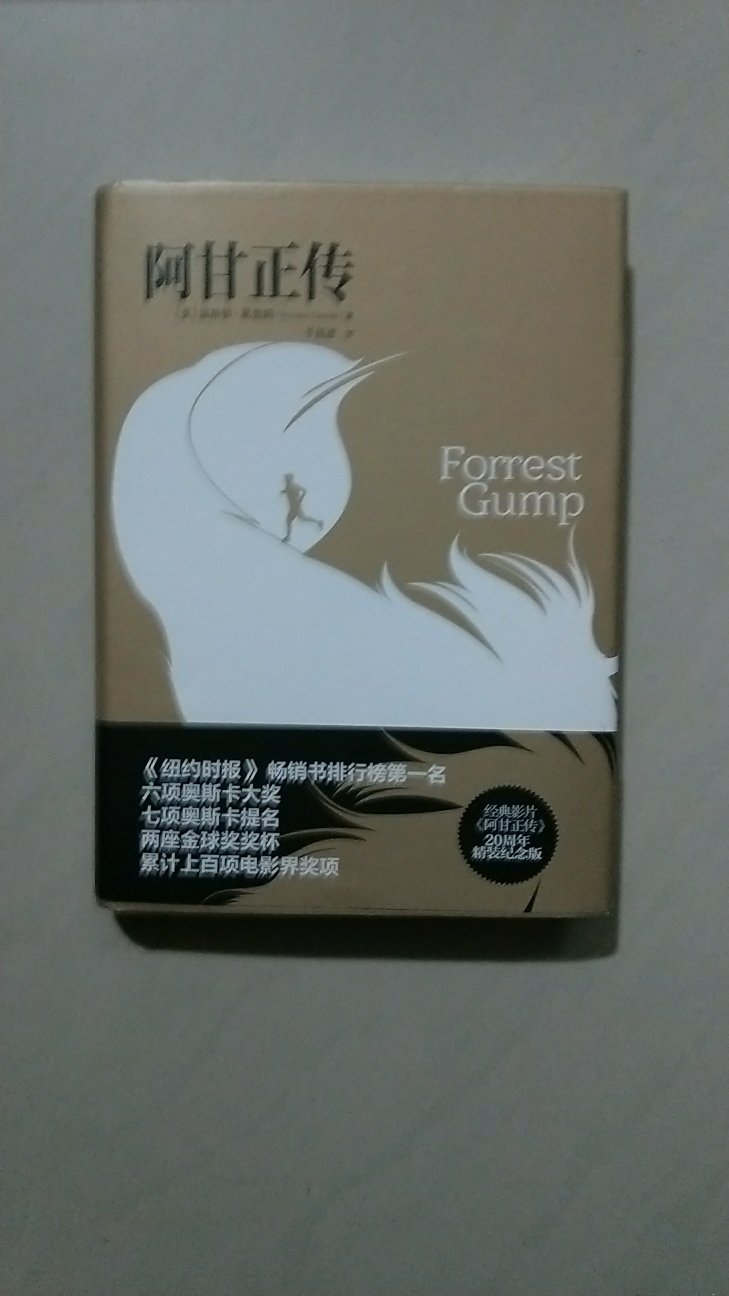 阿甘正传
Forrest
Gump
《纽约时报》畅销书排行榜第一名
六项奥斯卡大奖
七项奥斯卡提名
两座金球奖奖杯
累计上百项电影界奖项
经典影片
《阿甘正传》
20周年
精装纪念版